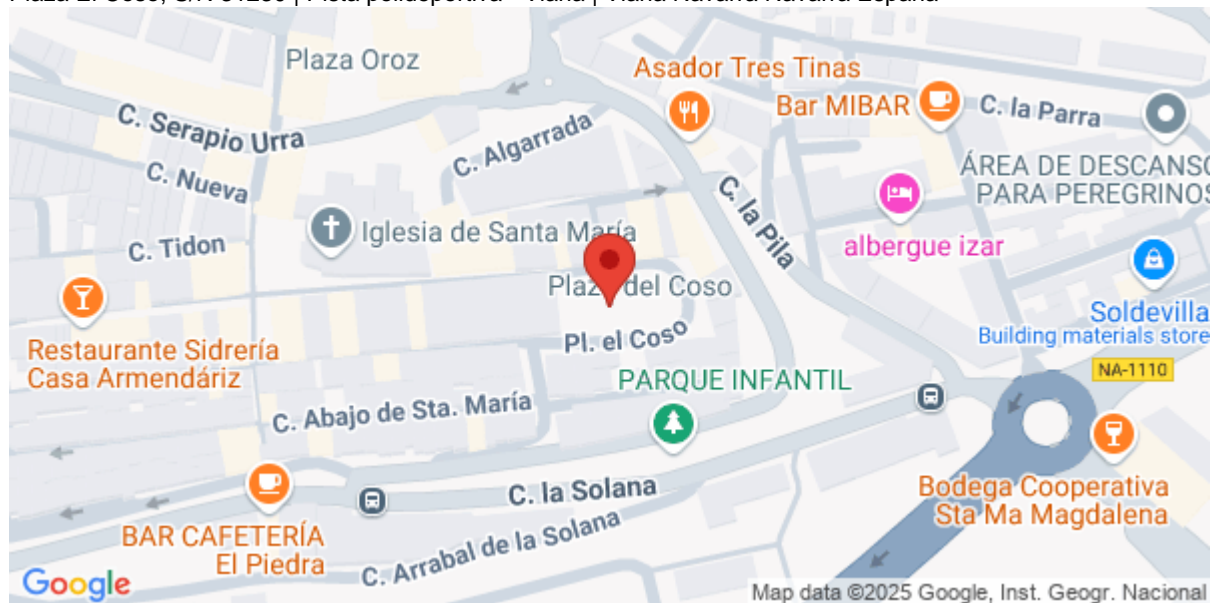 Plaza Oroz
Asador Tres Tinas
Bar MIBAR
C. la Parra
C. Serapio Urra
C. Algarrada
ÁREA DE DESCANSO
PARA PEREGRINOS
C. Nueva
C. la Pila
Iglesia de Santa María
C. Tidon
albergue izar
Plaza del Coso
Soldevilla
Building materials store
Pl. el Coso
Restaurante Sidrería
Casa Armendáriz
NA-1110
PARQUE INFANTIL
C. Abajo de Sta. María
C. la Solana
Bodega Cooperativa
Sta Ma Magdalena
BAR CAFETERÍA
El Piedra
C. Arrabal de la Solana
Google
Map data ©2025 Google, Inst. Geogr. Nacional